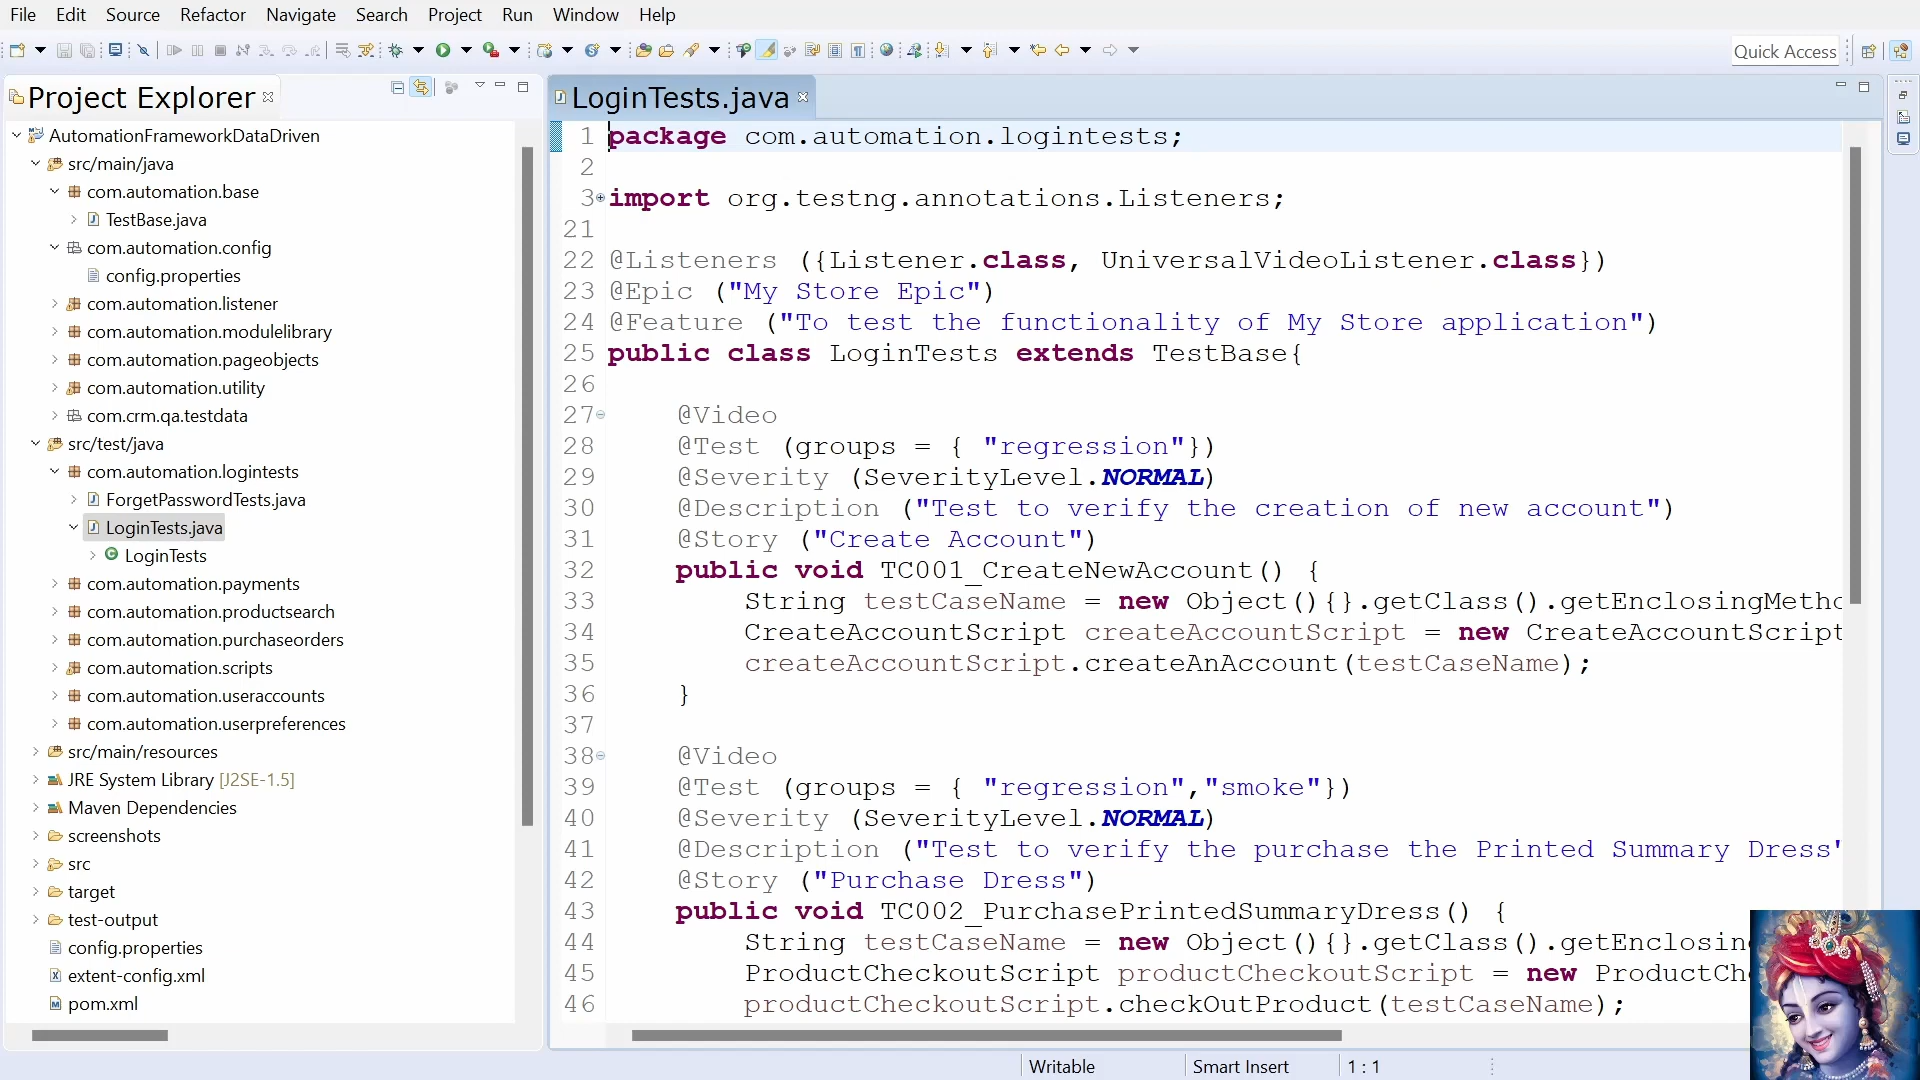 File Edit Source Refactor Navigate Search Project Run Window Help
Quick Access
Project Explorer
AutomationFrameworkDataDriven
src/main/java
com.automation.base
TestBase.java
com.automation.config
config.properties
com.automation.listener
com.automation.modulelibrary
com.automation.pageobjects
com.automation.utility
com.crm.qa.testdata
src/test/java
com.automation.logintests
ForgetPasswordTests.java
LoginTests.java
LoginTests
com.automation.payments
com.automation.productsearch
com.automation.purchaseorders
com.automation.scripts
com.automation.useraccounts
com.automation.userpreferences
src/main/resources
JRE System Library [J2SE-1.5]
Maven Dependencies
screenshots
src
target
test-output
config.properties
extent-config.xml
pom.xml
LoginTests.java
1 package com.automation.logintests;
2
3 import org.testng.annotations.Listeners;
21
22 @Listeners ({Listener.class, UniversalVideoListener.class})
23 @Epic ("My Store Epic")
24 @Feature ("To test the functionality of My Store application")
25 public class LoginTests extends TestBase{
26
27 @Video
28 @Test (groups = { "regression"})
29 @Severity (SeverityLevel.NORMAL)
30 @Description ("Test to verify the creation of new account")
31 @Story ("Create Account")
32 public void TC001_CreateNewAccount() {
33 String testCaseName = new Object(){}.getClass().getEnclosingMetho
34 CreateAccountScript createAccountScript = new CreateAccountScript
35 createAccountScript.createAnAccount(testCaseName);
36 }
37
38 @Video
39 @Test (groups = { "regression","smoke"})
40 @Severity (SeverityLevel.NORMAL)
41 @Description ("Test to verify the purchase the Printed Summary Dress"
42 @Story ("Purchase Dress")
43 public void TC002_PurchasePrintedSummaryDress() {
44 String testCaseName = new Object(){}.getClass().getEnclosin
45 ProductCheckoutScript productCheckoutScript = new ProductCh
46 productCheckoutScript.checkOutProduct(testCaseName);
Writable Smart Insert 1 : 1